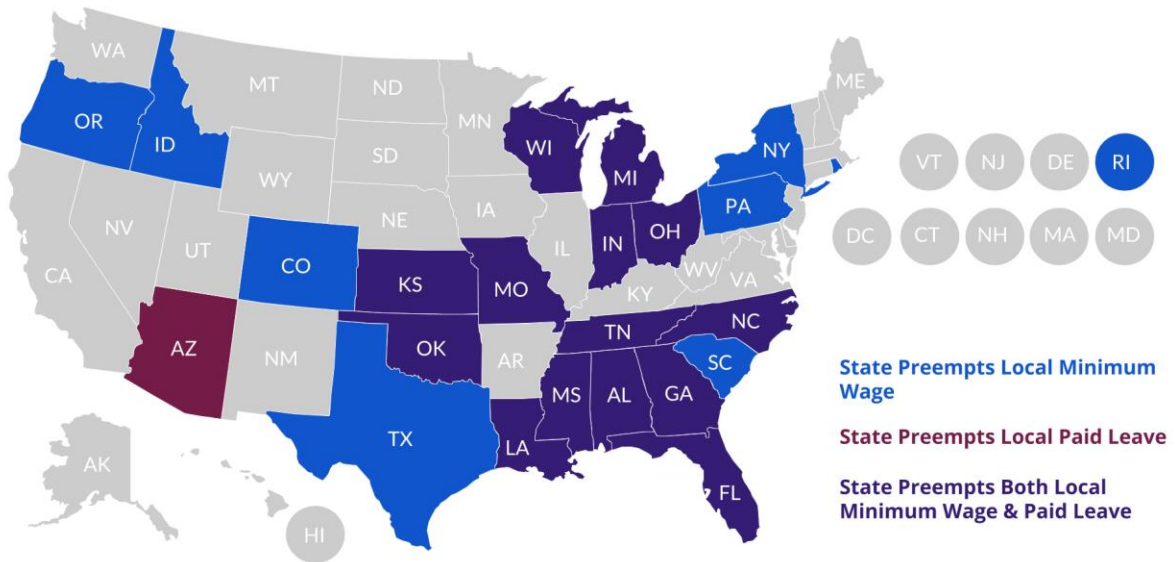 WA
MT
ND
MN
ME
OR
ID
SD
WI
NY
VT
NJ
DE
RI
WY
MI
PA
IA
NE
NV
UT
IL
IN
OH
DC
CT
NH
MA
MD
CA
CO
WV
VA
KS
MO
KY
NC
TN
AZ
NM
OK
AR
SC
MS
AL
GA
TX
LA
FL
AK
HI
State Preempts Local Minimum
Wage
State Preempts Local Paid Leave
State Preempts Both Local
Minimum Wage & Paid Leave